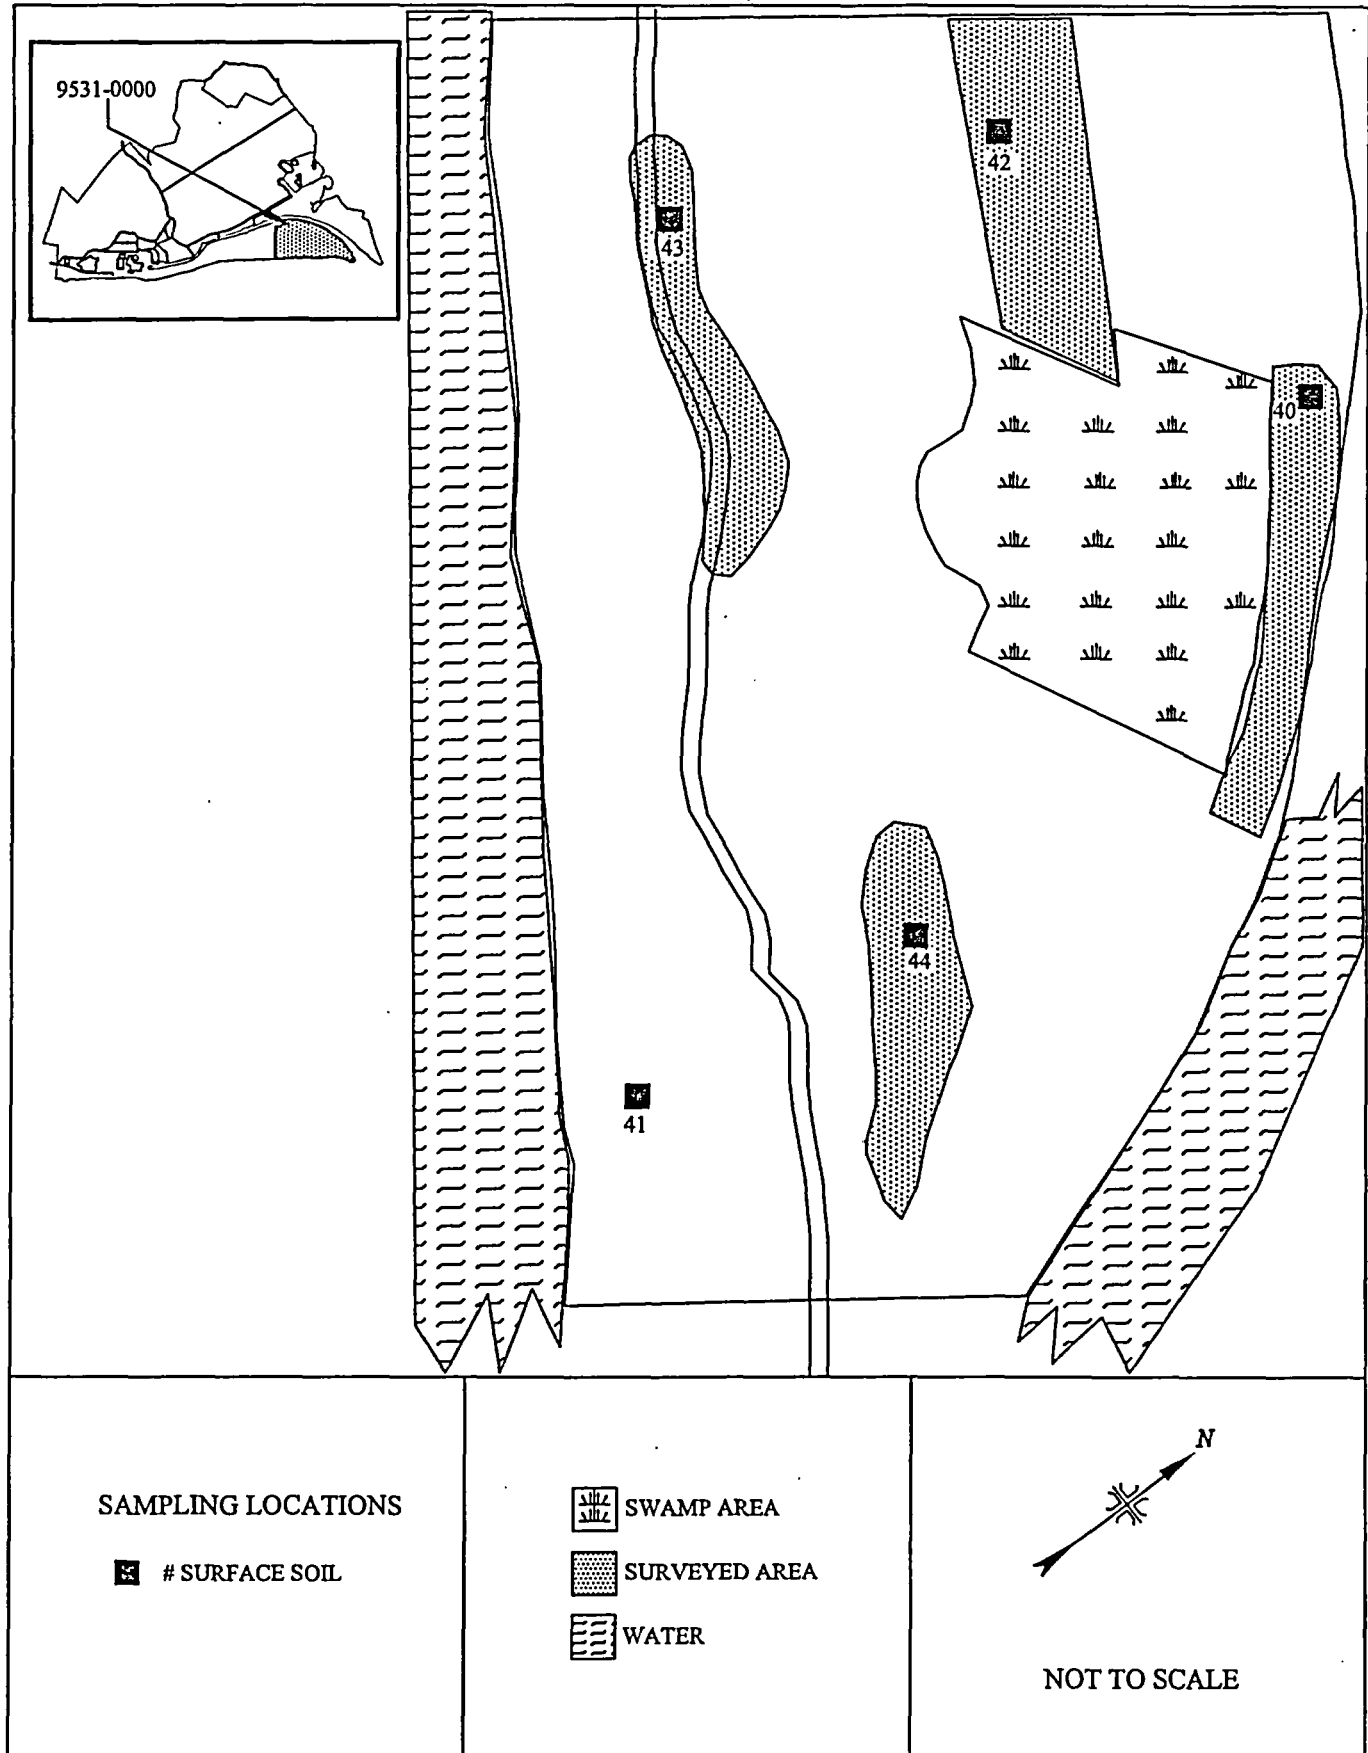 9531-0000
42
43
40
44
41
SAMPLING LOCATIONS
# SURFACE SOIL
SWAMP AREA
SURVEYED AREA
WATER
N
NOT TO SCALE